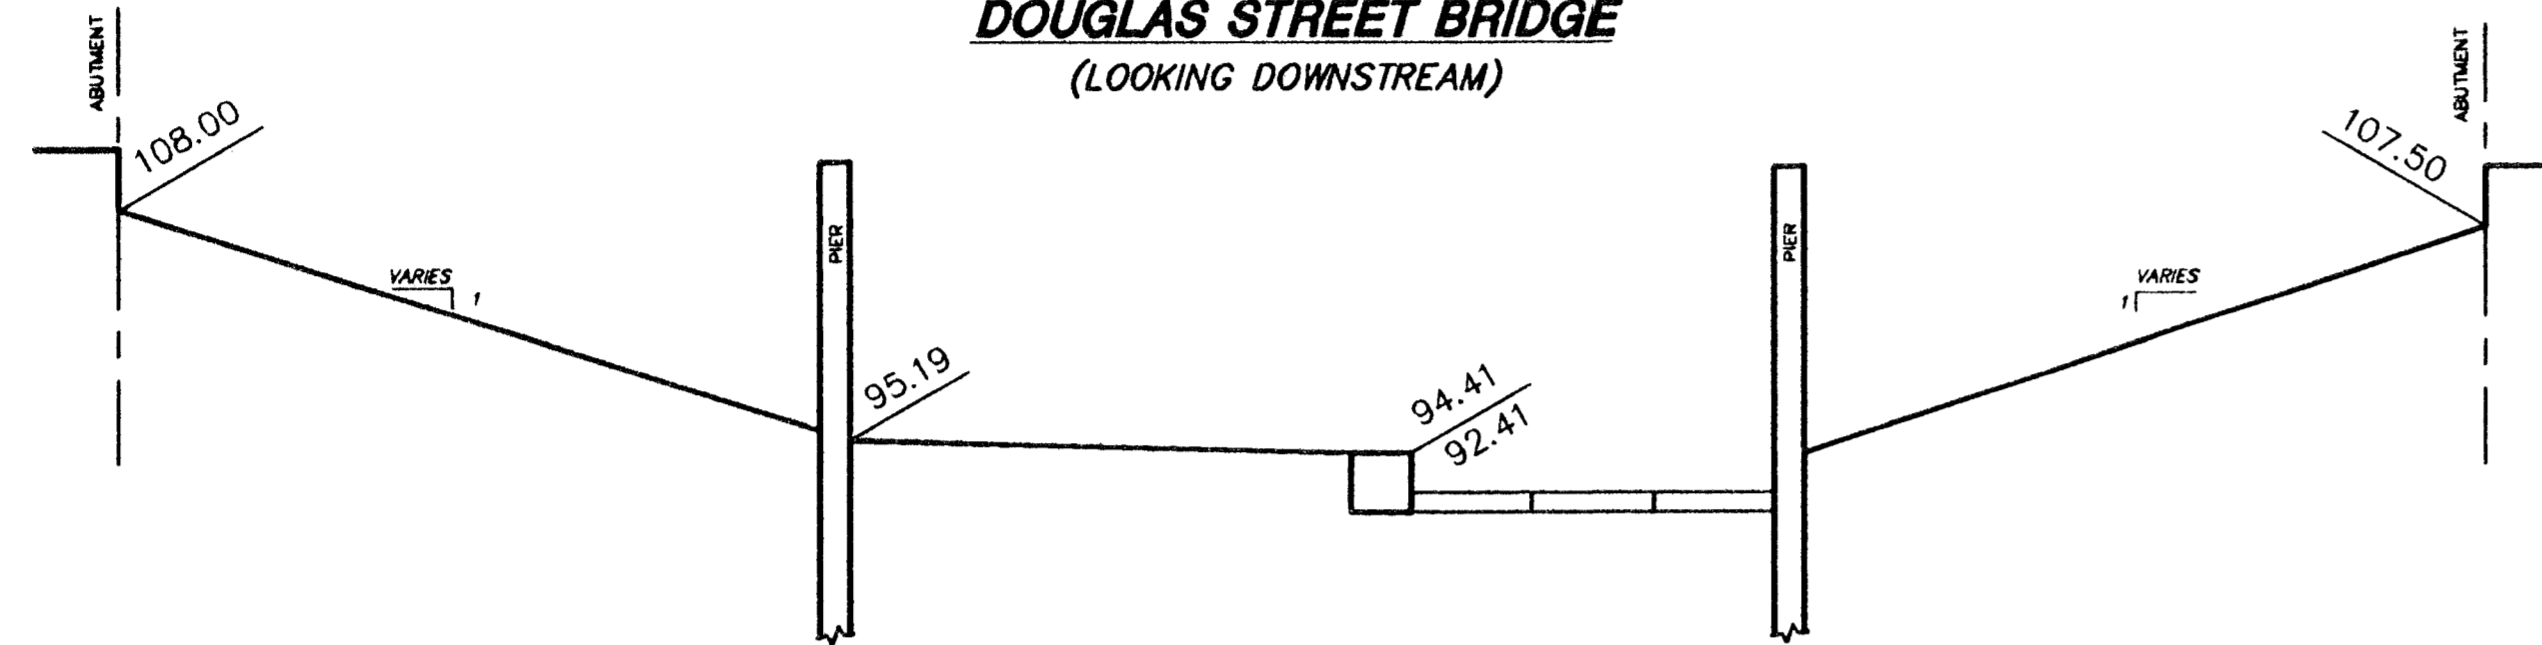 DOUGLAS STREET BRIDGE
(LOOKING DOWNSTREAM)
ABUTMENT
ABUTMENT
108.00
107.50
PIER
PIER
VARIES
1
VARIES
1
95.19
94.41
92.41